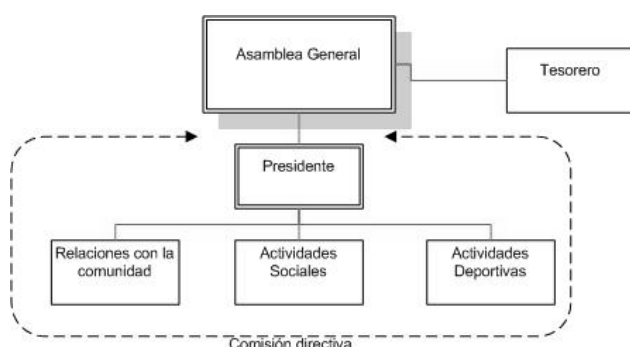 Asamblea General
Tesorero
Presidente
Relaciones con la
comunidad
Actividades
Sociales
Actividades
Deportivas
Comisión directiva